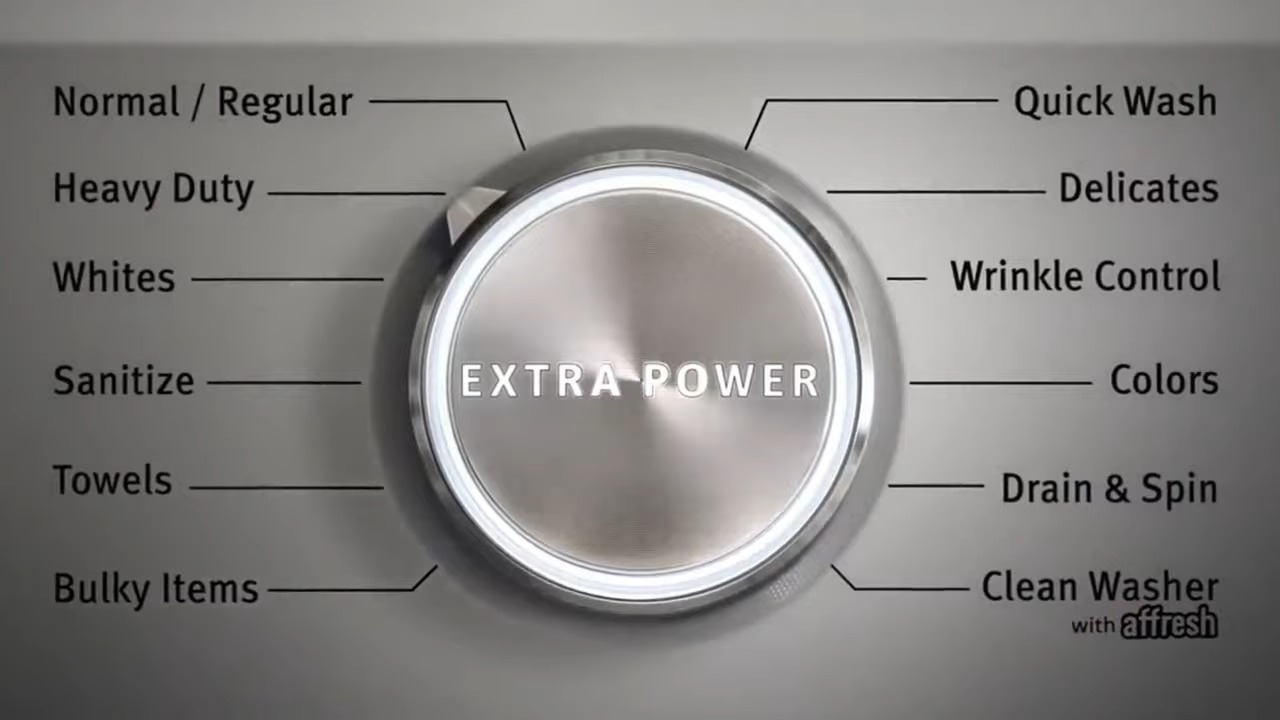 Normal / Regular
Heavy Duty
Whites
Sanitize
Towels
Bulky Items
EXTRA POWER
Quick Wash
Delicates
Wrinkle Control
Colors
Drain & Spin
Clean Washer
with affresh